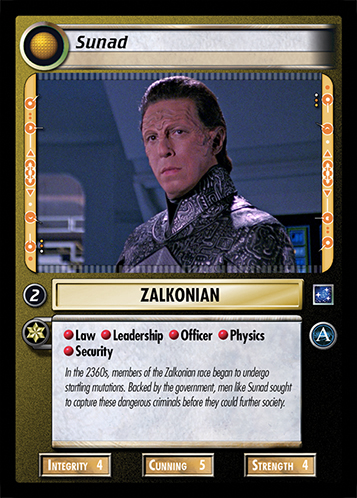 Sunad
2
ZALKONIAN
Law Leadership Officer Physics
Security
A
In the 2360s, members of the Zalkonian race began to undergo
startling mutations. Backed by the government, men like Sunad sought
to capture these dangerous criminals before they could further society.
INTEGRITY 4
CUNNING 5
STRENGTH 4